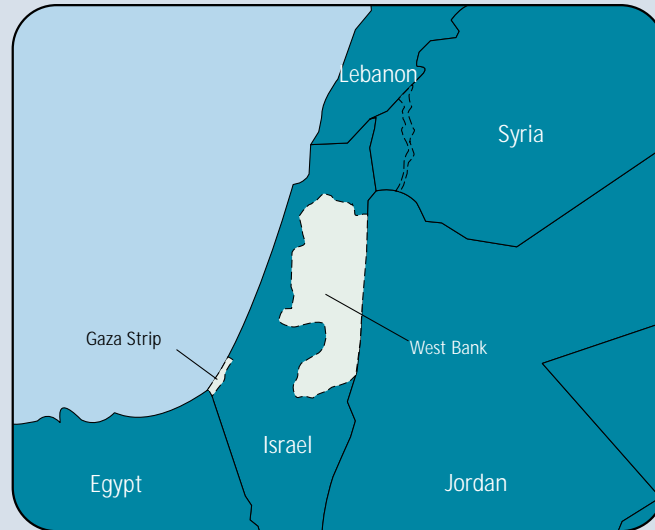 Lebanon
Syria
Gaza Strip
West Bank
Israel
Egypt
Jordan